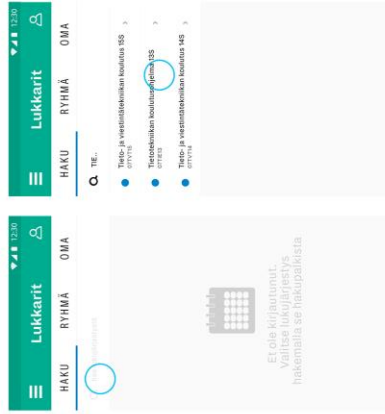 12:30
Lukkarit
HAKU RYHMÄ OMA
Et ole kirjautunut.
Valitse lukujärjestys
hakemalla se hakupalkista
12:30
Lukkarit
HAKU RYHMÄ OMA
TIE..
Tieto- ja viestintätekniikan koulutus 15S
Tietotekniikan koulutusohjelma 13S
Tieto- ja viestintätekniikan koulutus 14S